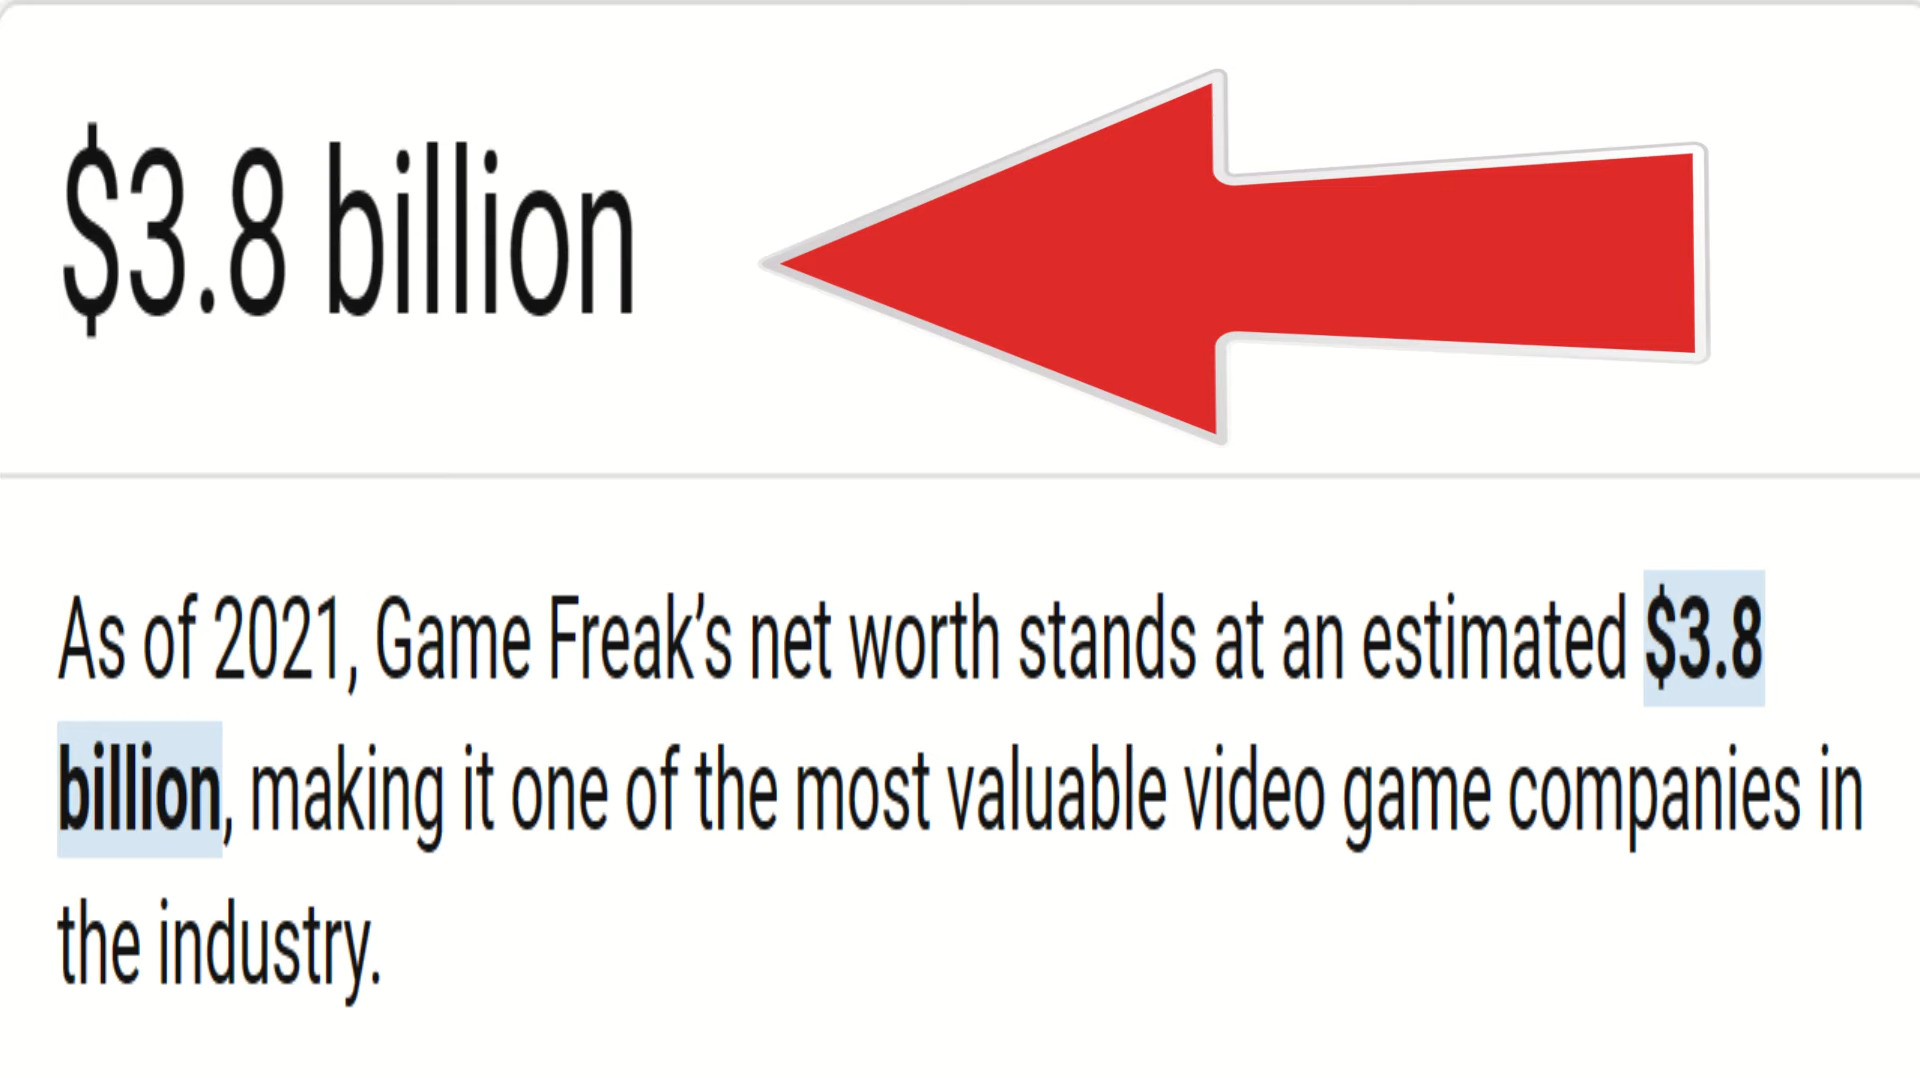 $3.8 billion
As of 2021, Game Freak’s net worth stands at an estimated $3.8
billion, making it one of the most valuable video game companies in
the industry.